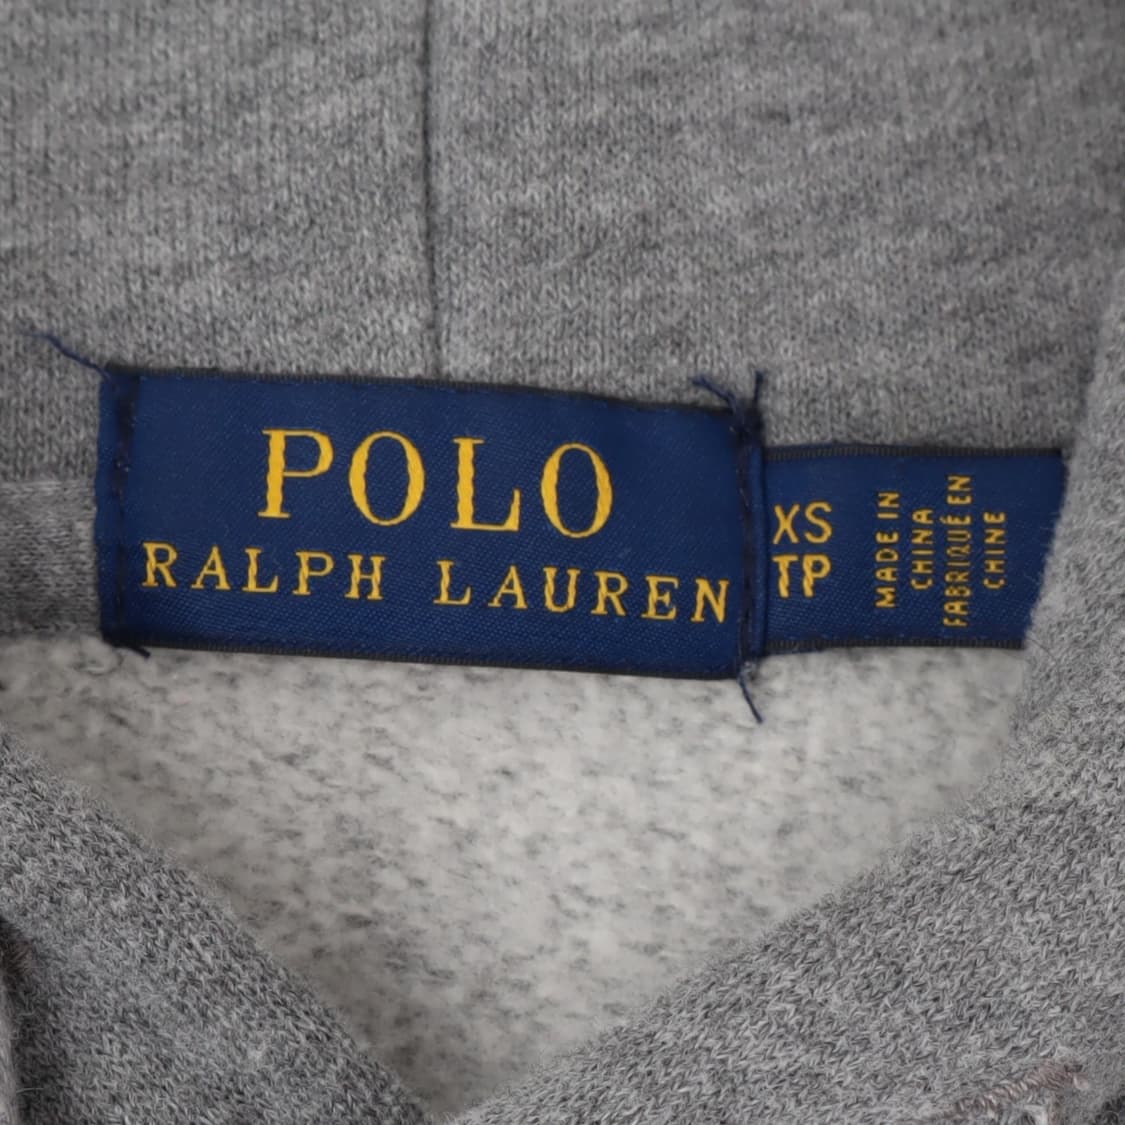 POLO
RALPH LAUREN
XS
TP
MADE IN
CHINA
FABRIQUÉ EN
CHINE